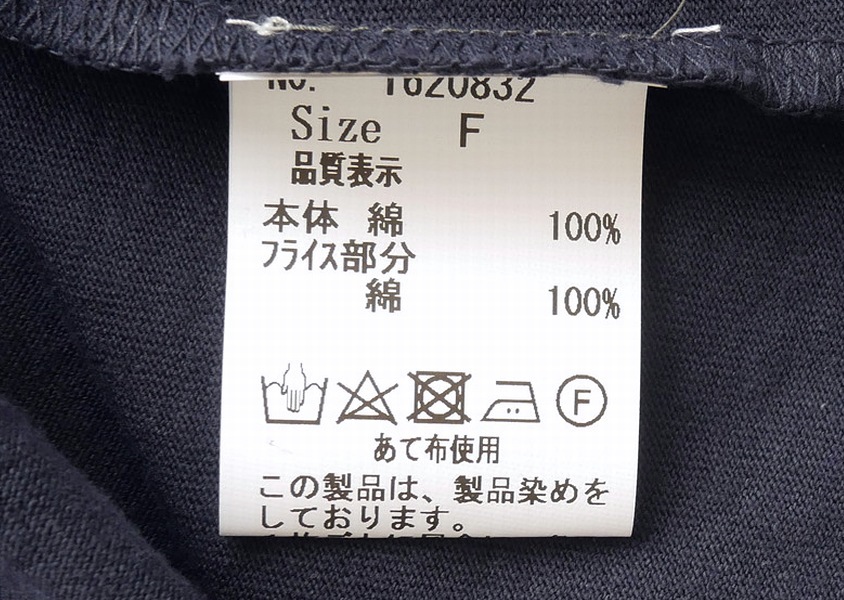 No. 1620832
Size F
品質表示
本体 綿 100%
フライス部分
綿 100%
F
あて布使用
この製品は、製品染めを
しております。